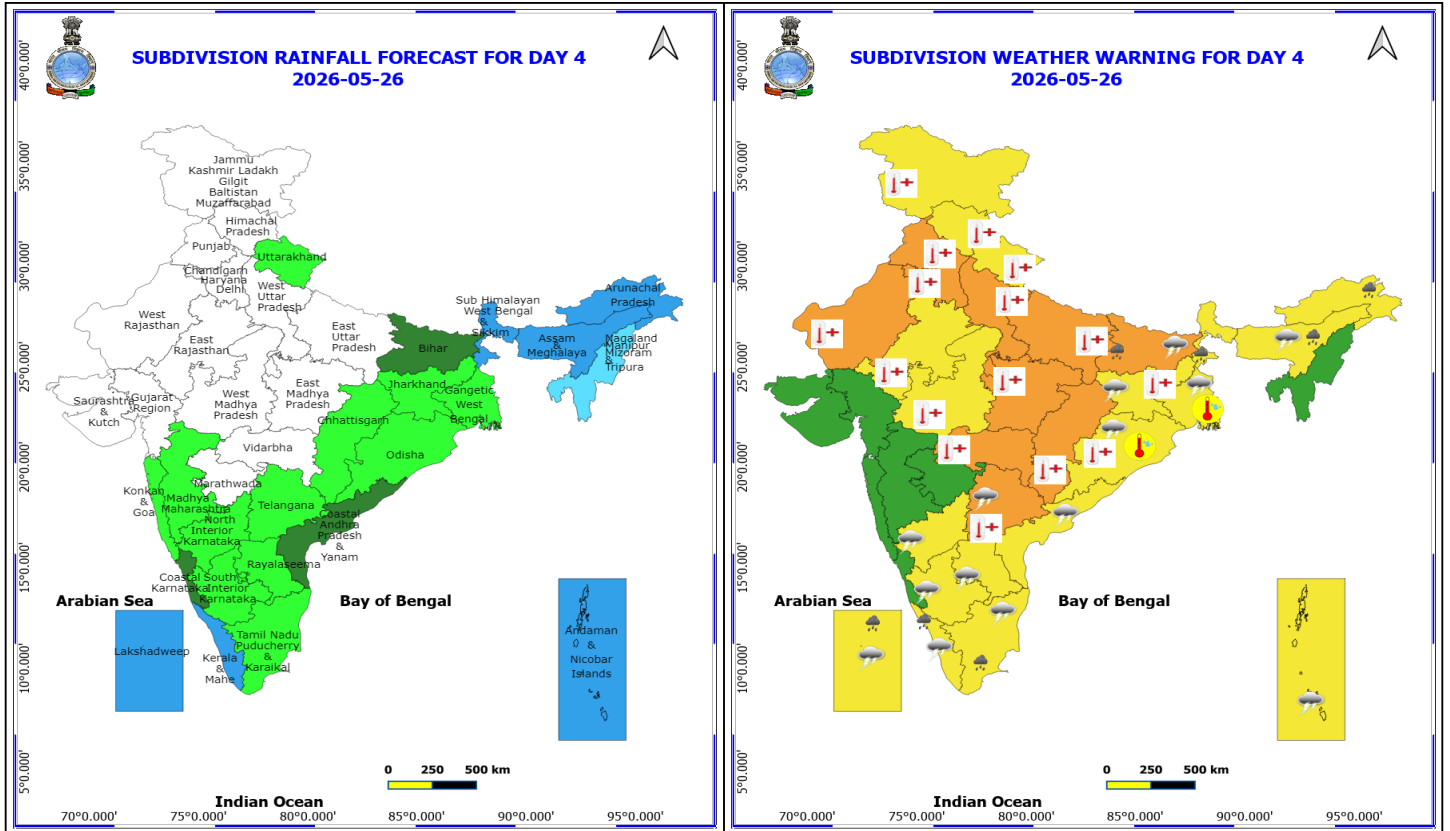 SUBDIVISION RAINFALL FORECAST FOR DAY 4
2026-05-26
40°0.000'
35°0.000'
30°0.000'
25°0.000'
20°0.000'
15°0.000'
10°0.000'
5°0.000'
Jammu
Kashmir Ladakh
Gilgit
Baltistan
Muzaffarabad
Himachal
Pradesh
Punjab
Uttarakhand
Chandigarh
Haryana
Delhi
West
Uttar
Pradesh
West
Rajasthan
East
Rajasthan
East
Uttar
Pradesh
Bihar
Sub Himalayan
West Bengal
&
Sikkim
Arunachal
Pradesh
Assam
&
Meghalaya
Nagaland
Manipur
Mizoram
&
Tripura
Saurashtra
&
Kutch
Gujarat
Region
West
Madhya
Pradesh
East
Madhya
Pradesh
Jharkhand
Gangetic
West
Bengal
Chhattisgarh
Odisha
Vidarbha
Marathwada
Konkan
&
Goa
Madhya
Maharashtra
Telangana
North
Interior
Karnataka
Coastal
Andhra
Pradesh
&
Yanam
Rayalaseema
Coastal
Karnataka
South
Interior
Karnataka
Tamil Nadu
Puducherry
&
Karaikal
Kerala
&
Mahe
Lakshadweep
Andaman
&
Nicobar
Islands
Arabian Sea
Bay of Bengal
0 250 500 km
Indian Ocean
70°0.000' 75°0.000' 80°0.000' 85°0.000' 90°0.000' 95°0.000'
SUBDIVISION WEATHER WARNING FOR DAY 4
2026-05-26
40°0.000'
35°0.000'
30°0.000'
25°0.000'
20°0.000'
15°0.000'
10°0.000'
5°0.000'
Arabian Sea
Bay of Bengal
0 250 500 km
Indian Ocean
70°0.000' 75°0.000' 80°0.000' 85°0.000' 90°0.000' 95°0.000'